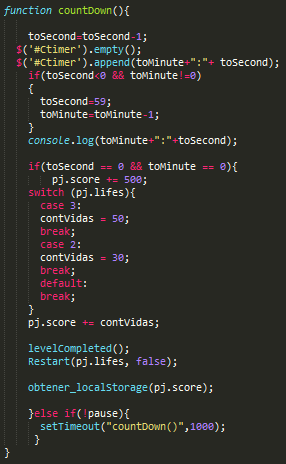 function countDown(){
toSecond=toSecond-1;
$('#Ctimer').empty();
$('#Ctimer').append(toMinute+":"+ toSecond);
if(toSecond<0 && toMinute!=0)
{
toSecond=59;
toMinute=toMinute-1;
}
console.log(toMinute+":"+toSecond);
if(toSecond == 0 && toMinute == 0){
pj.score += 500;
switch (pj.lifes){
case 3:
contVidas = 50;
break;
case 2:
contVidas = 30;
break;
default:
break;
}
pj.score += contVidas;
levelCompleted();
Restart(pj.lifes, false);
obtener_localStorage(pj.score);
}else if(!pause){
setTimeout("countDown()",1000);
}
}